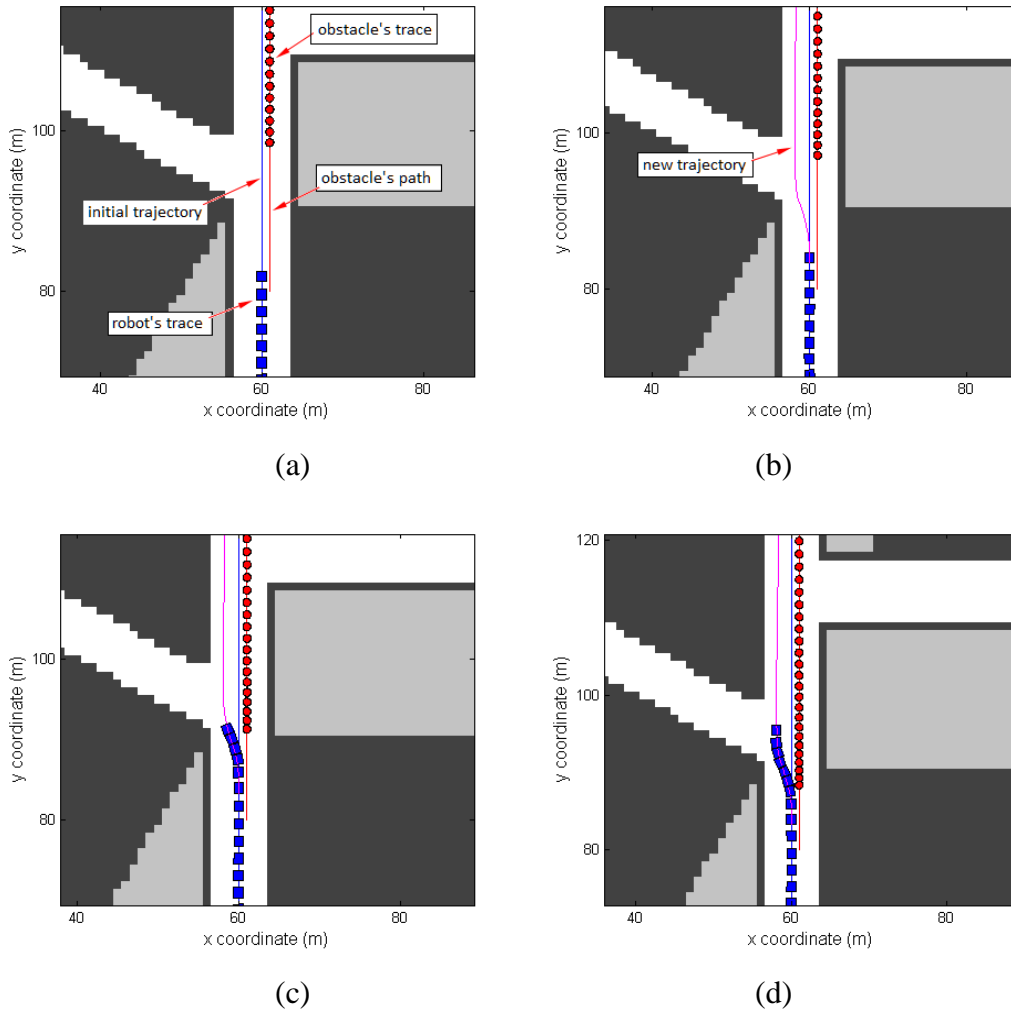 obstacle's trace
100
obstacle's path
initial trajectory
80
robot's trace
40
60
80
x coordinate (m)
y coordinate (m)
(a)
100
new trajectory
80
40
60
80
x coordinate (m)
y coordinate (m)
(b)
100
80
40
60
80
x coordinate (m)
y coordinate (m)
(c)
120
100
80
40
60
80
x coordinate (m)
y coordinate (m)
(d)